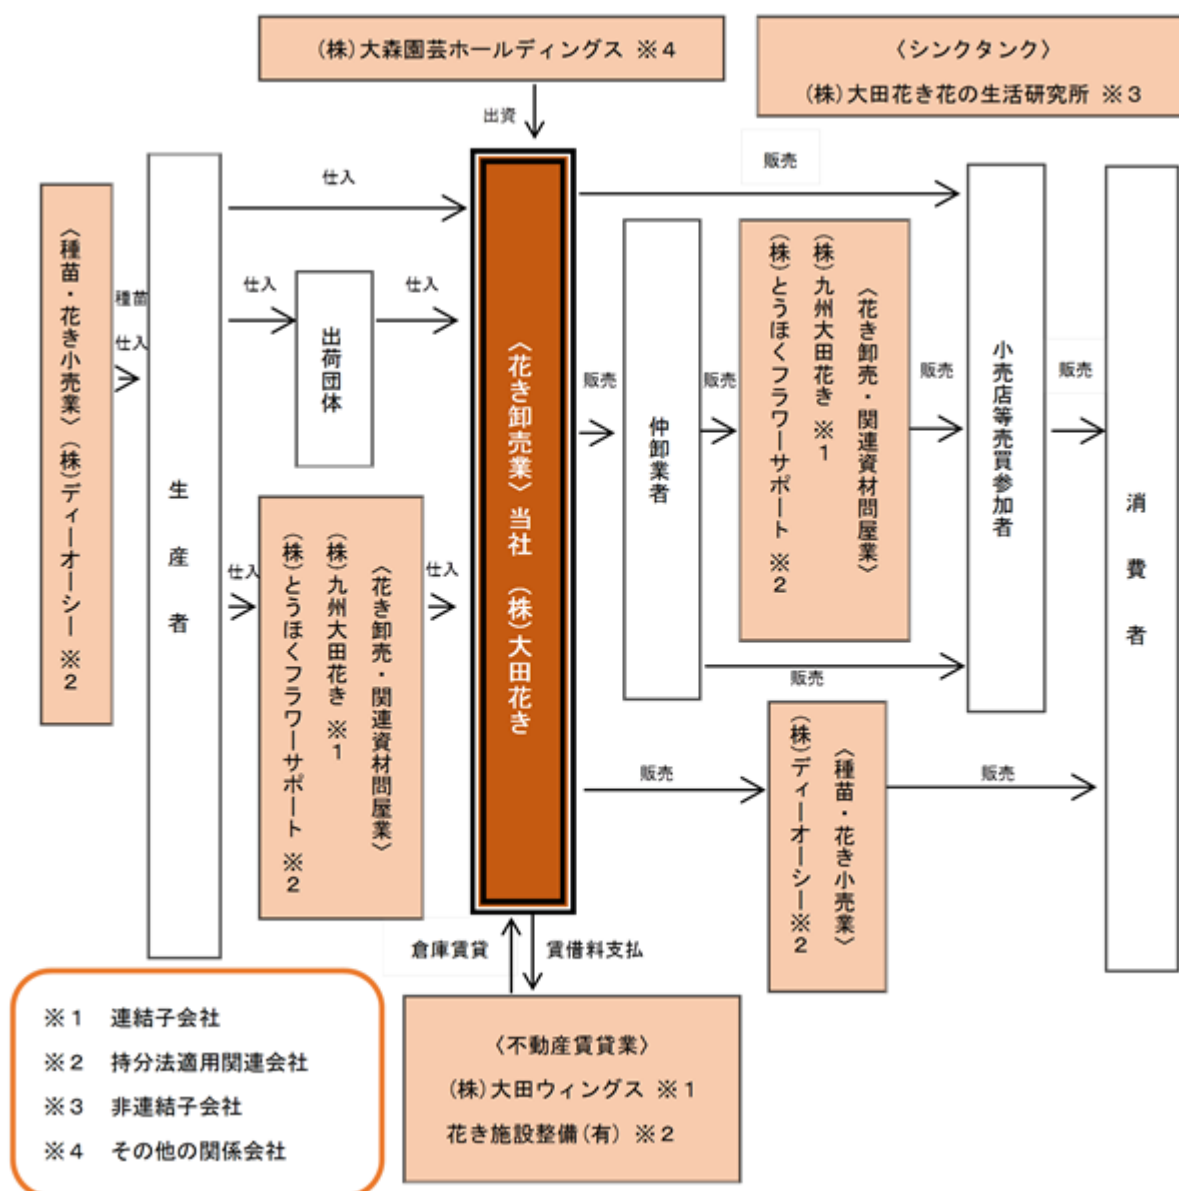 (株)大森園芸ホールディングス ※４
〈シンクタンク〉
(株)大田花き花の生活研究所 ※３
出資
〈種苗・花き小売業〉(株)ディーオーシー ※２
種苗
仕入
生産者
仕入
仕入
出荷団体
仕入
仕入
〈花き卸売・関連資材問屋業〉
(株)九州大田花き ※１
(株)とうほくフラワーサポート ※２
仕入
〈花き卸売業〉当社 (株)大田花き
販売
販売
仲卸業者
販売
〈花き卸売・関連資材問屋業〉
(株)九州大田花き ※１
(株)とうほくフラワーサポート ※２
販売
小売店等売買参加者
販売
消費者
販売
販売
〈種苗・花き小売業〉
(株)ディーオーシー※２
販売
倉庫賃貸
賃借料支払
〈不動産賃貸業〉
(株)大田ウィングス ※１
花き施設整備(有) ※２
※１ 連結子会社
※２ 持分法適用関連会社
※３ 非連結子会社
※４ その他の関係会社